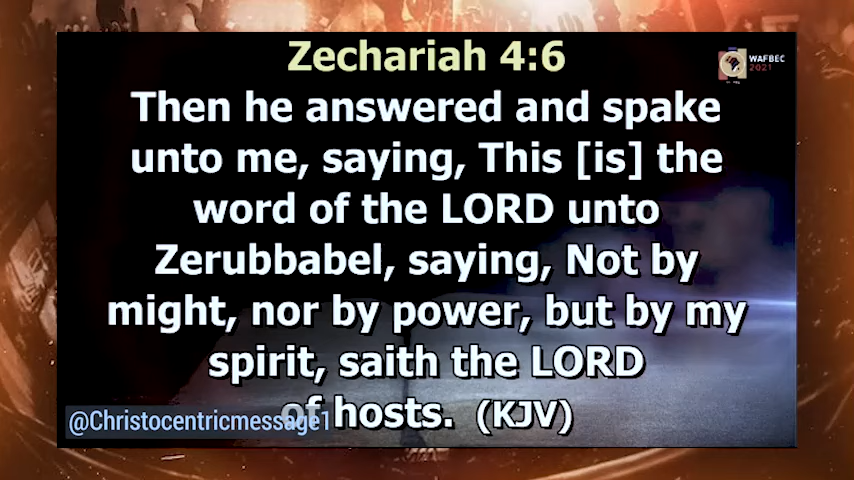 Zechariah 4:6
WAFBEC
2021
Then he answered and spake
unto me, saying, This [is] the
word of the LORD unto
Zerubbabel, saying, Not by
might, nor by power, but by my
spirit, saith the LORD
of hosts. (KJV)
@Christocentricmessage1